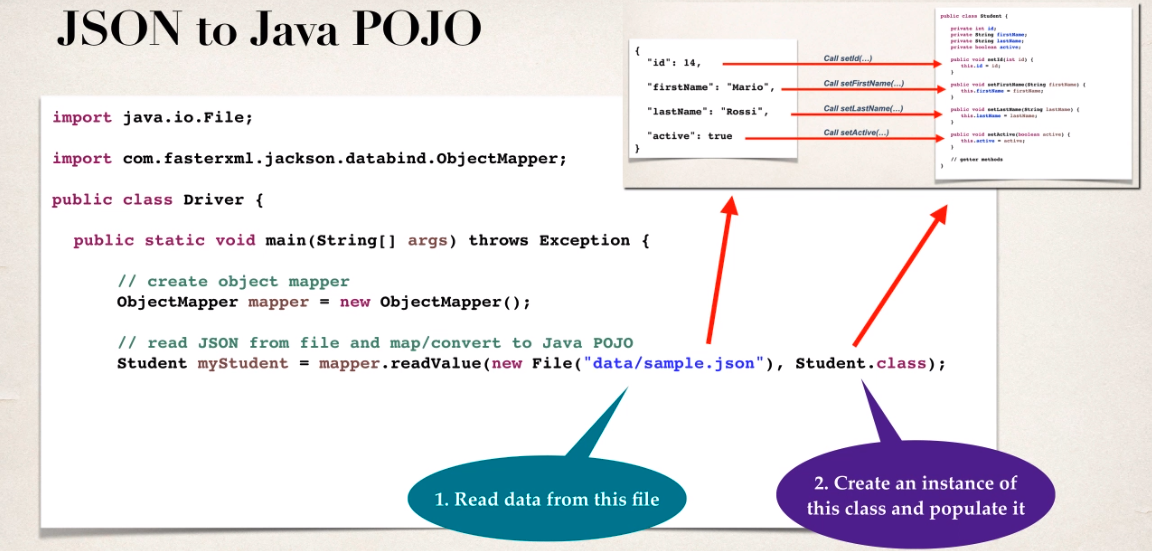 JSON to Java POJO
import java.io.File;
import com.fasterxml.jackson.databind.ObjectMapper;
public class Driver {
public static void main(String[] args) throws Exception {
// create object mapper
ObjectMapper mapper = new ObjectMapper();
// read JSON from file and map/convert to Java POJO
Student myStudent = mapper.readValue(new File("data/sample.json"), Student.class);
1. Read data from this file
2. Create an instance of
this class and populate it
{
"id": 14,
"firstName": "Mario",
"lastName": "Rossi",
"active": true
}
Call setId(...)
Call setFirstName(...)
Call setLastName(...)
Call setActive(...)
public class Student {
private int id;
private String firstName;
private String lastName;
private boolean active;
public void setId(int id) {
this.id = id;
}
public void setFirstName(String firstName) {
this.firstName = firstName;
}
public void setLastName(String lastName) {
this.lastName = lastName;
}
public void setActive(boolean active) {
this.active = active;
}
// getter methods
}